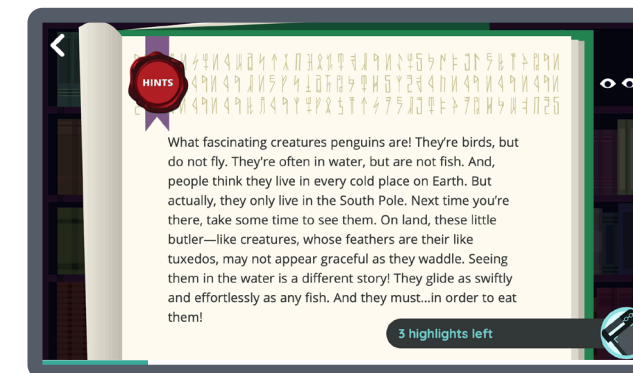 HINTS
What fascinating creatures penguins are! They're birds, but
do not fly. They're often in water, but are not fish. And,
people think they live in every cold place on Earth. But
actually, they only live in the South Pole. Next time you're
there, take some time to see them. On land, these little
butler—like creatures, whose feathers are their like
tuxedos, may not appear graceful as they waddle. Seeing
them in the water is a different story! They glide as swiftly
and effortlessly as any fish. And they must...in order to eat
them!
3 highlights left